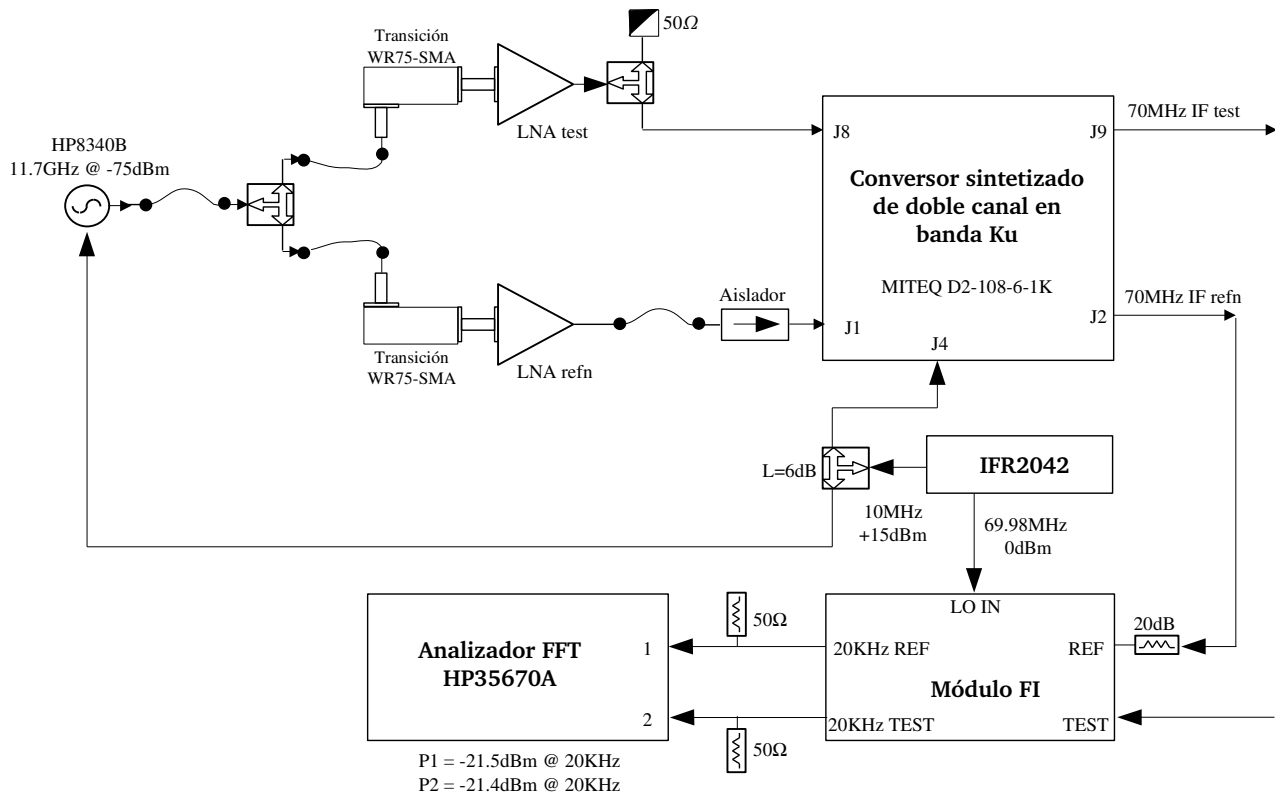 50Ω
Transición
WR75-SMA
LNA test
HP8340B
11.7GHz @ -75dBm
J8
J9
70MHz IF test
Conversor sintetizado
de doble canal en
banda Ku
MITEQ D2-108-6-1K
Aislador
70MHz IF refn
J1
J2
J4
Transición
WR75-SMA
LNA refn
L=6dB
IFR2042
10MHz
+15dBm
69.98MHz
0dBm
LO IN
50Ω
20dB
Analizador FFT
HP35670A
1
20KHz REF
REF
Módulo FI
2
20KHz TEST
TEST
50Ω
P1 = -21.5dBm @ 20KHz
P2 = -21.4dBm @ 20KHz